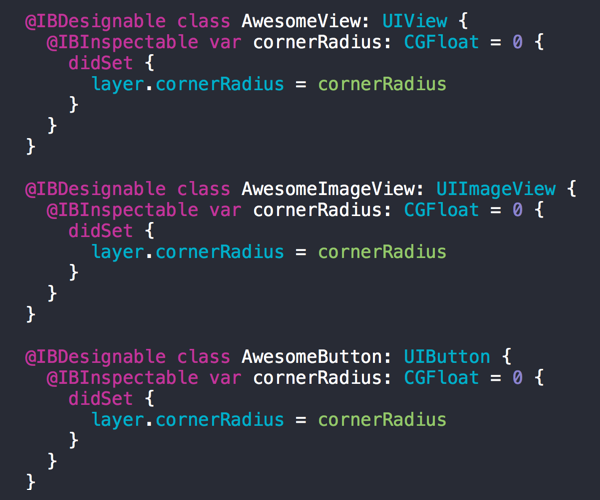 @IBDesignable class AwesomeView: UIView {
  @IBInspectable var cornerRadius: CGFloat = 0 {
    didSet {
      layer.cornerRadius = cornerRadius
    }
  }
}

@IBDesignable class AwesomeImageView: UIImageView {
  @IBInspectable var cornerRadius: CGFloat = 0 {
    didSet {
      layer.cornerRadius = cornerRadius
    }
  }
}

@IBDesignable class AwesomeButton: UIButton {
  @IBInspectable var cornerRadius: CGFloat = 0 {
    didSet {
      layer.cornerRadius = cornerRadius
    }
  }
}